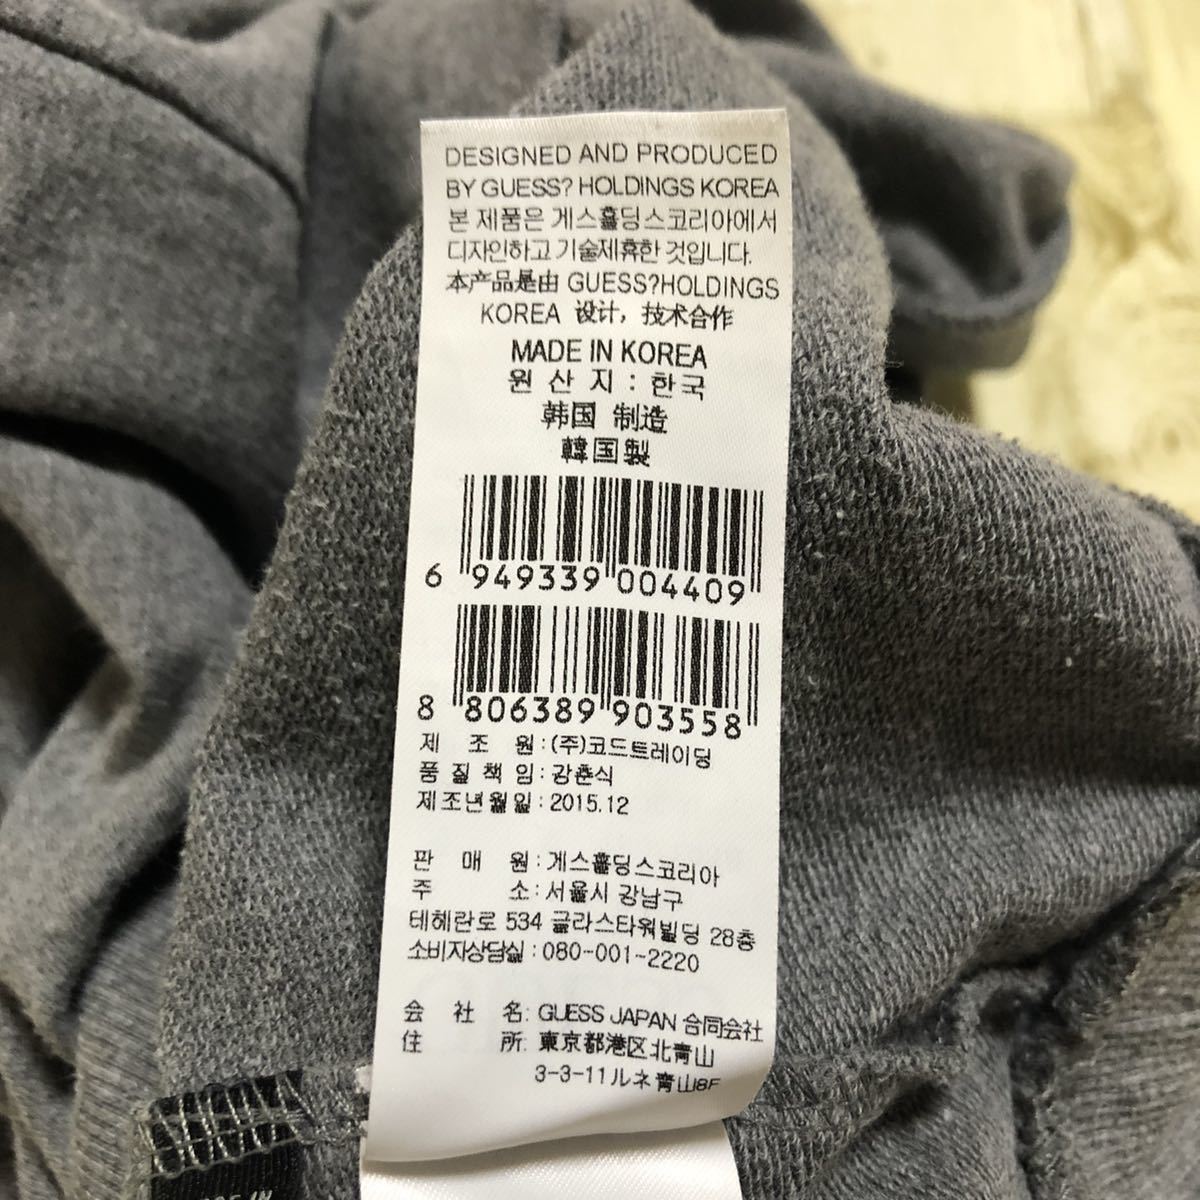 DESIGNED AND PRODUCED
BY GUESS? HOLDINGS KOREA
본 제품은 게스홀딩스코리아에서
디자인하고 기술제휴한 것입니다.
本产品是由 GUESS?HOLDINGS
KOREA 设计, 技术合作
MADE IN KOREA
원 산 지 : 한국
韩国 制造
韓国製
6 949339 004409
8 806389 903558
제 조 원 : (주)코드트레이딩
품 질 책 임 : 강춘식
제조년월일 : 2015.12
판 매 원 : 게스홀딩스코리아
주 소 : 서울시 강남구
테헤란로 534 글라스타워빌딩 28층
소비자상담실 : 080-001-2220
会 社 名: GUESS JAPAN 合同会社
住 所: 東京都港区北青山
3-3-11ルネ青山8F